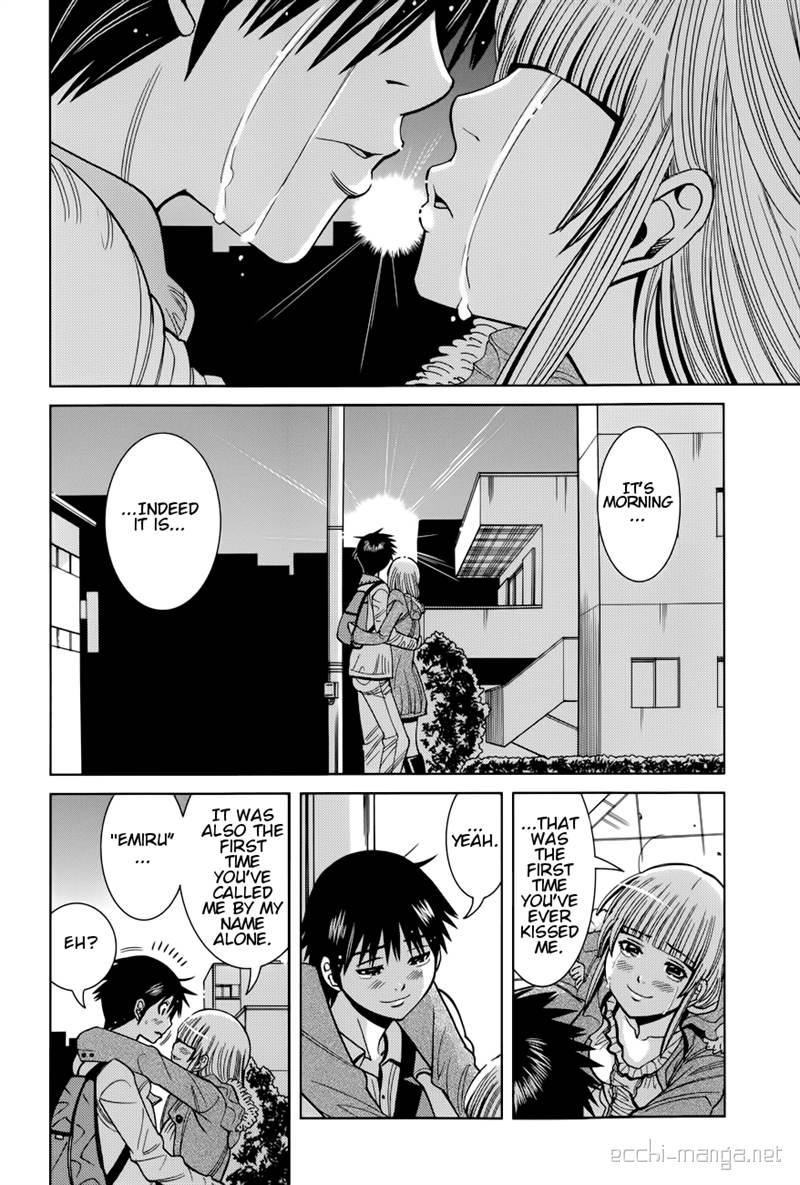 IT'S
MORNING
...
...INDEED
IT IS...
...THAT
WAS
THE
FIRST
TIME
YOU'VE
EVER
KISSED
ME.
...
YEAH.
IT WAS
ALSO THE
FIRST
TIME
YOU'VE
CALLED
ME BY MY
NAME
ALONE.
"EMIRU"
...
EH?
ecchi-manga.net